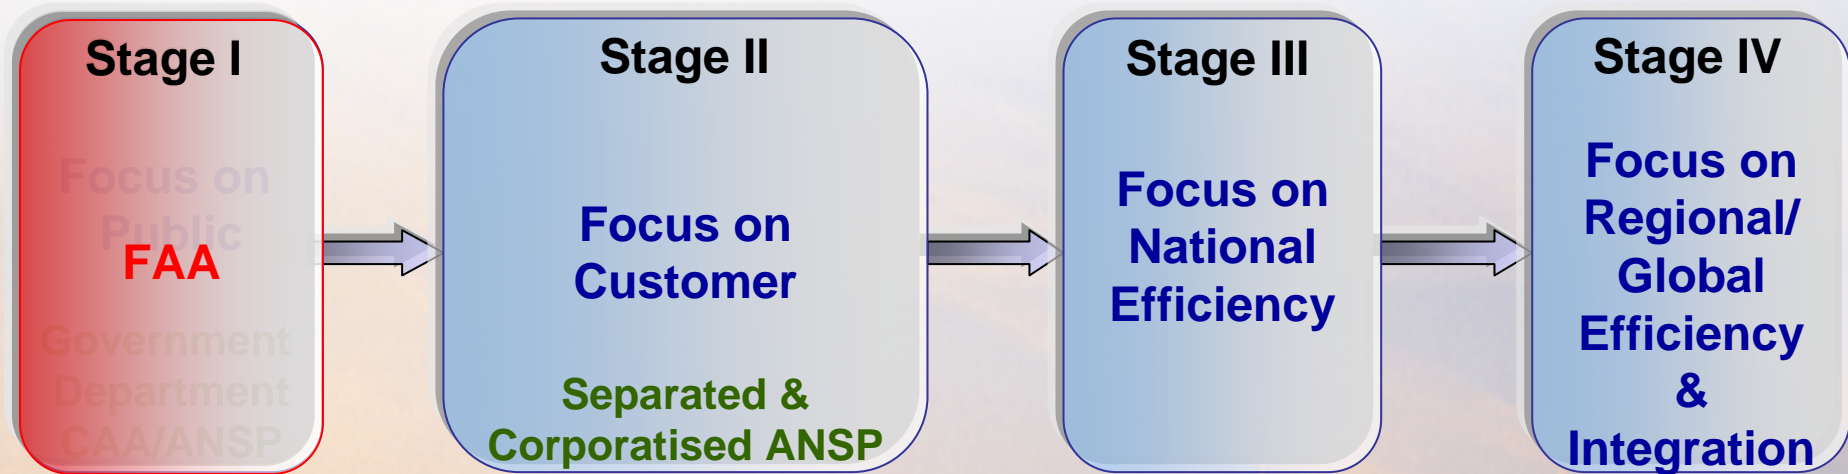 Stage I
Focus on
Public
FAA
Government
Department
CAA/ANSP
Stage II
Focus on
Customer
Separated &
Corporatised ANSP
Stage III
Focus on
National
Efficiency
Stage IV
Focus on
Regional/
Global
Efficiency
&
Integration